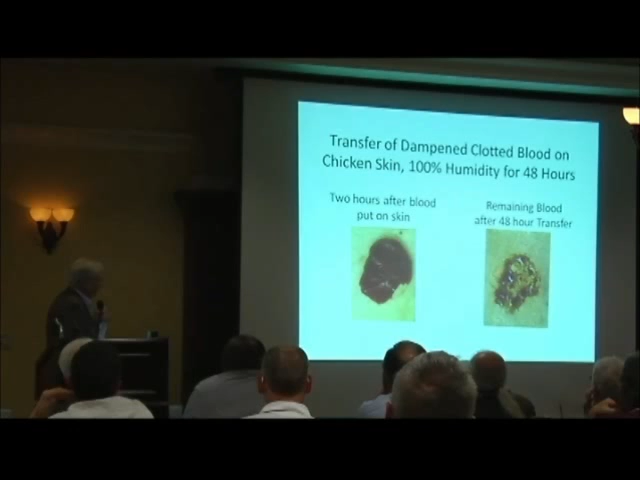 Transfer of Dampened Clotted Blood on
Chicken Skin, 100% Humidity for 48 Hours
Two hours after blood
put on skin
Remaining Blood
after 48 hour Transfer